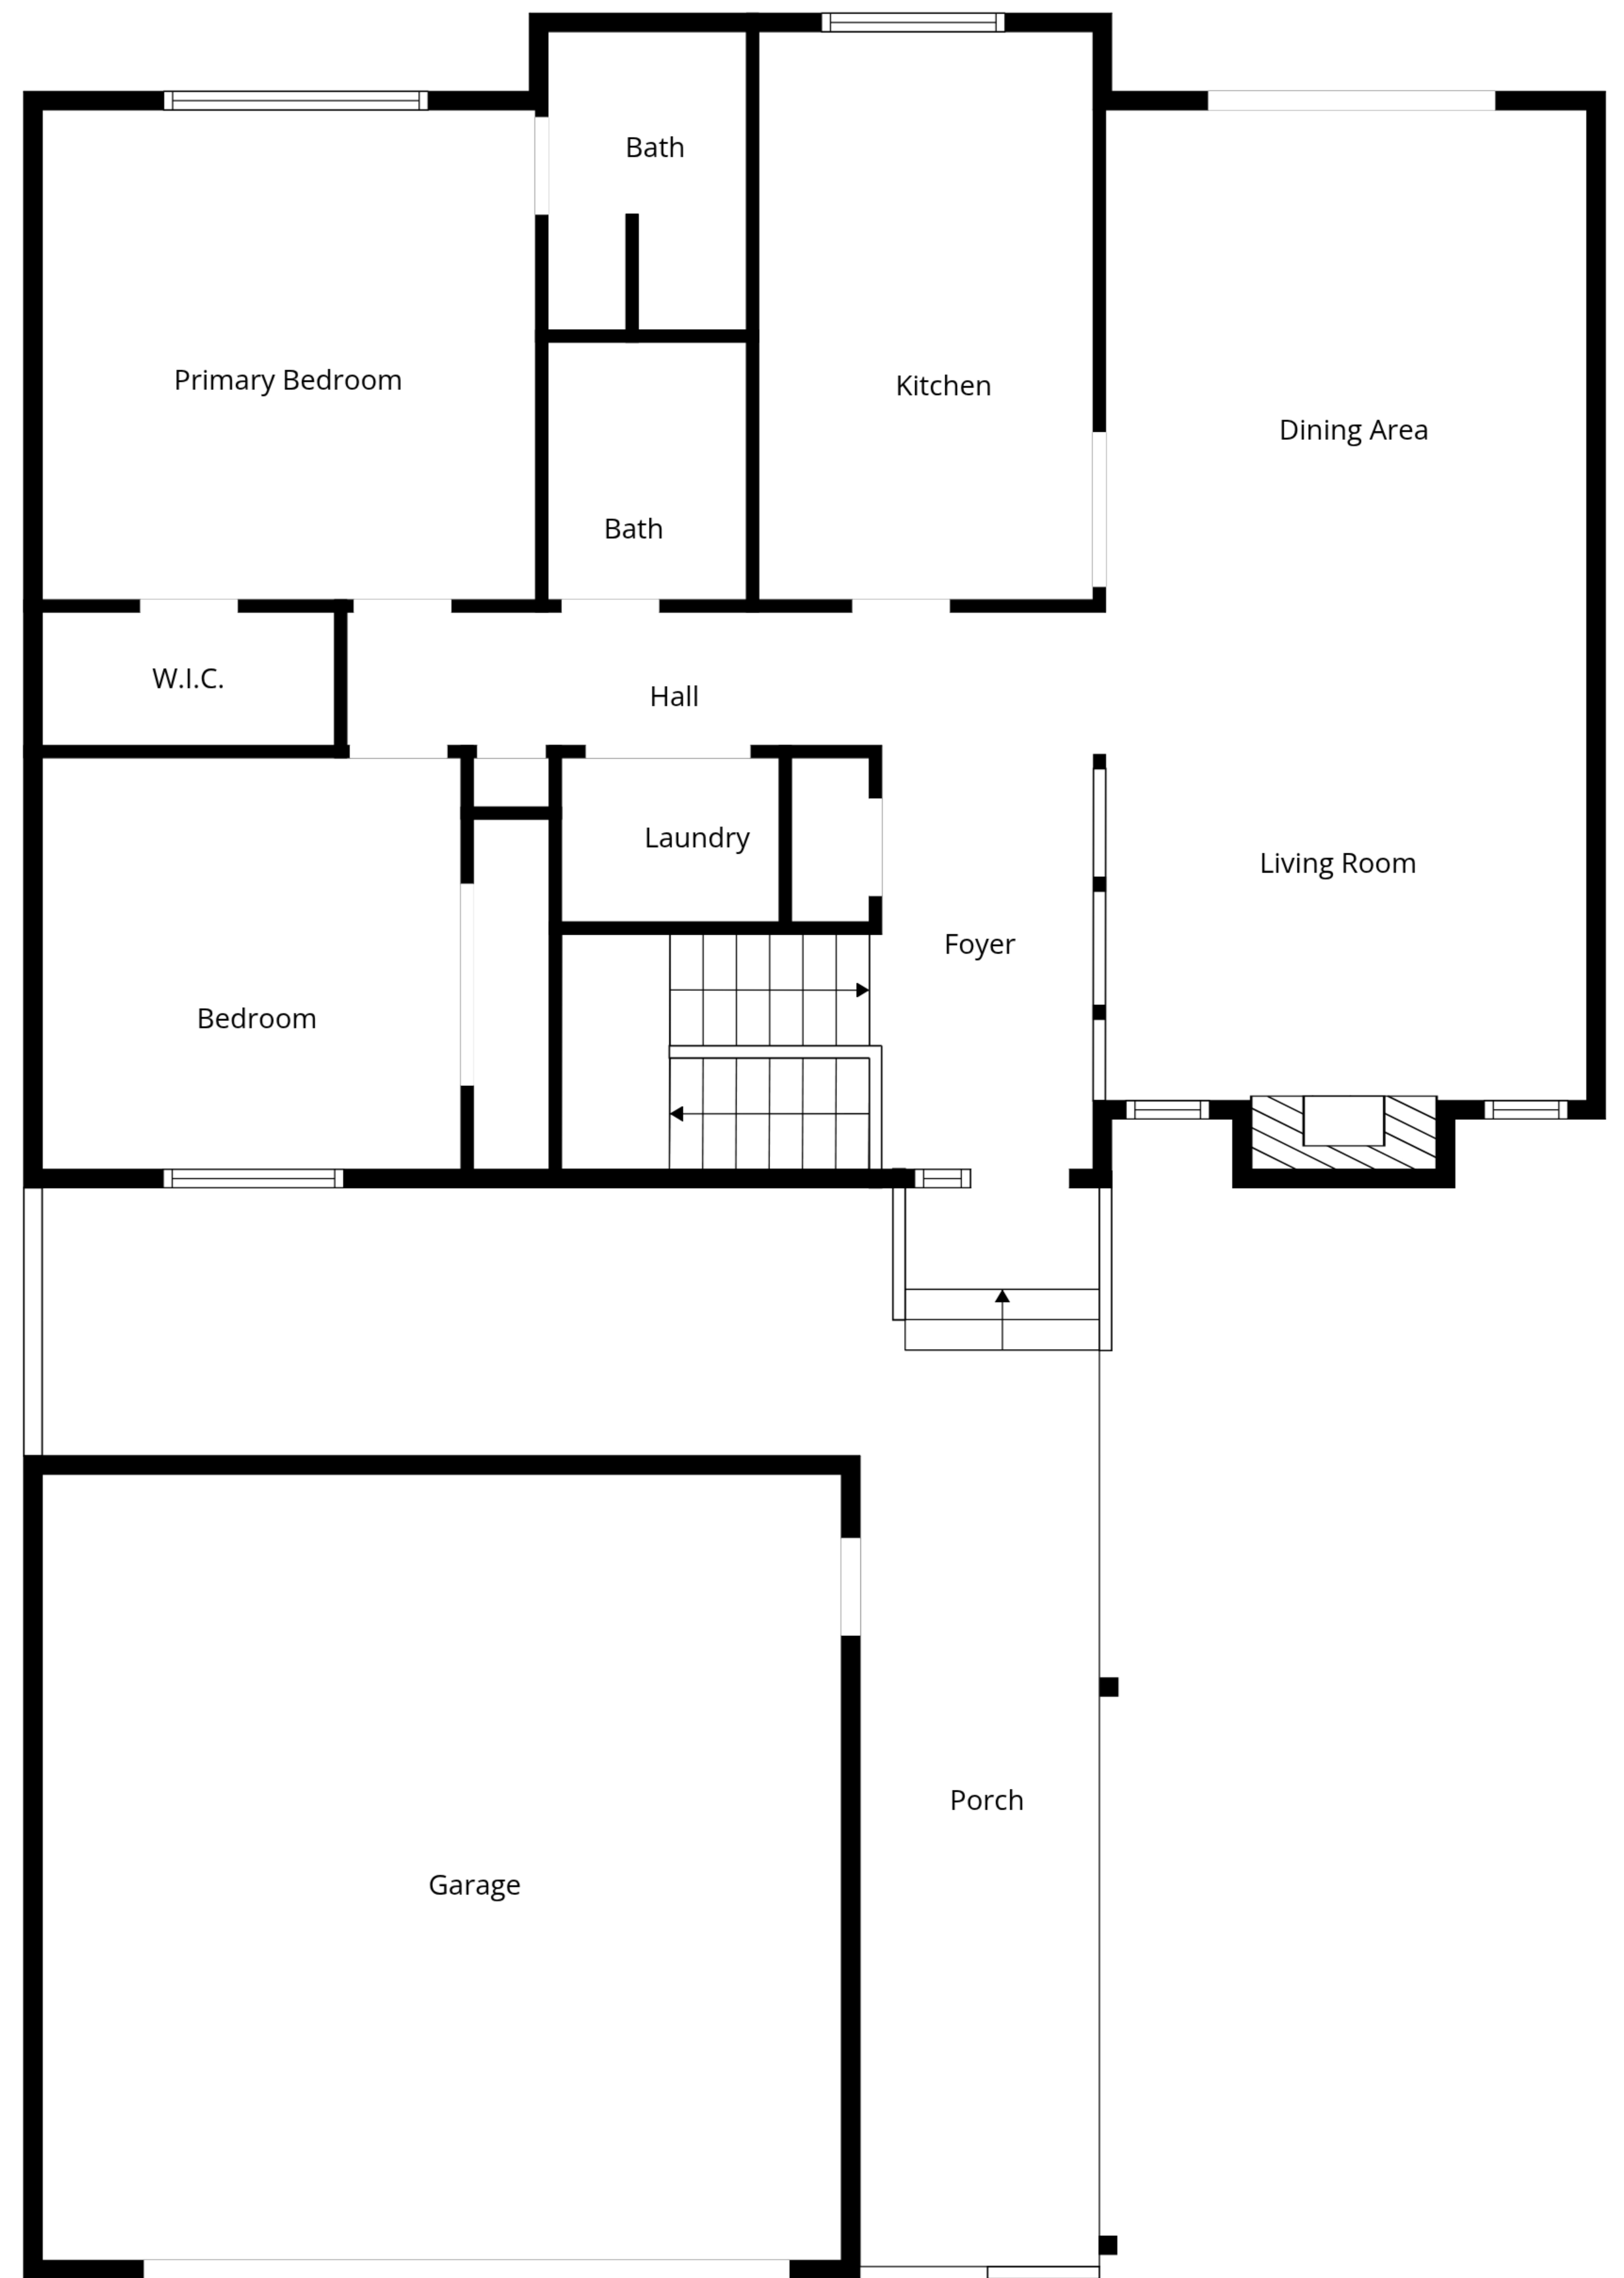 Bath
Primary Bedroom
Kitchen
Dining Area
Bath
W.I.C.
Hall
Laundry
Living Room
Foyer
Bedroom
Porch
Garage